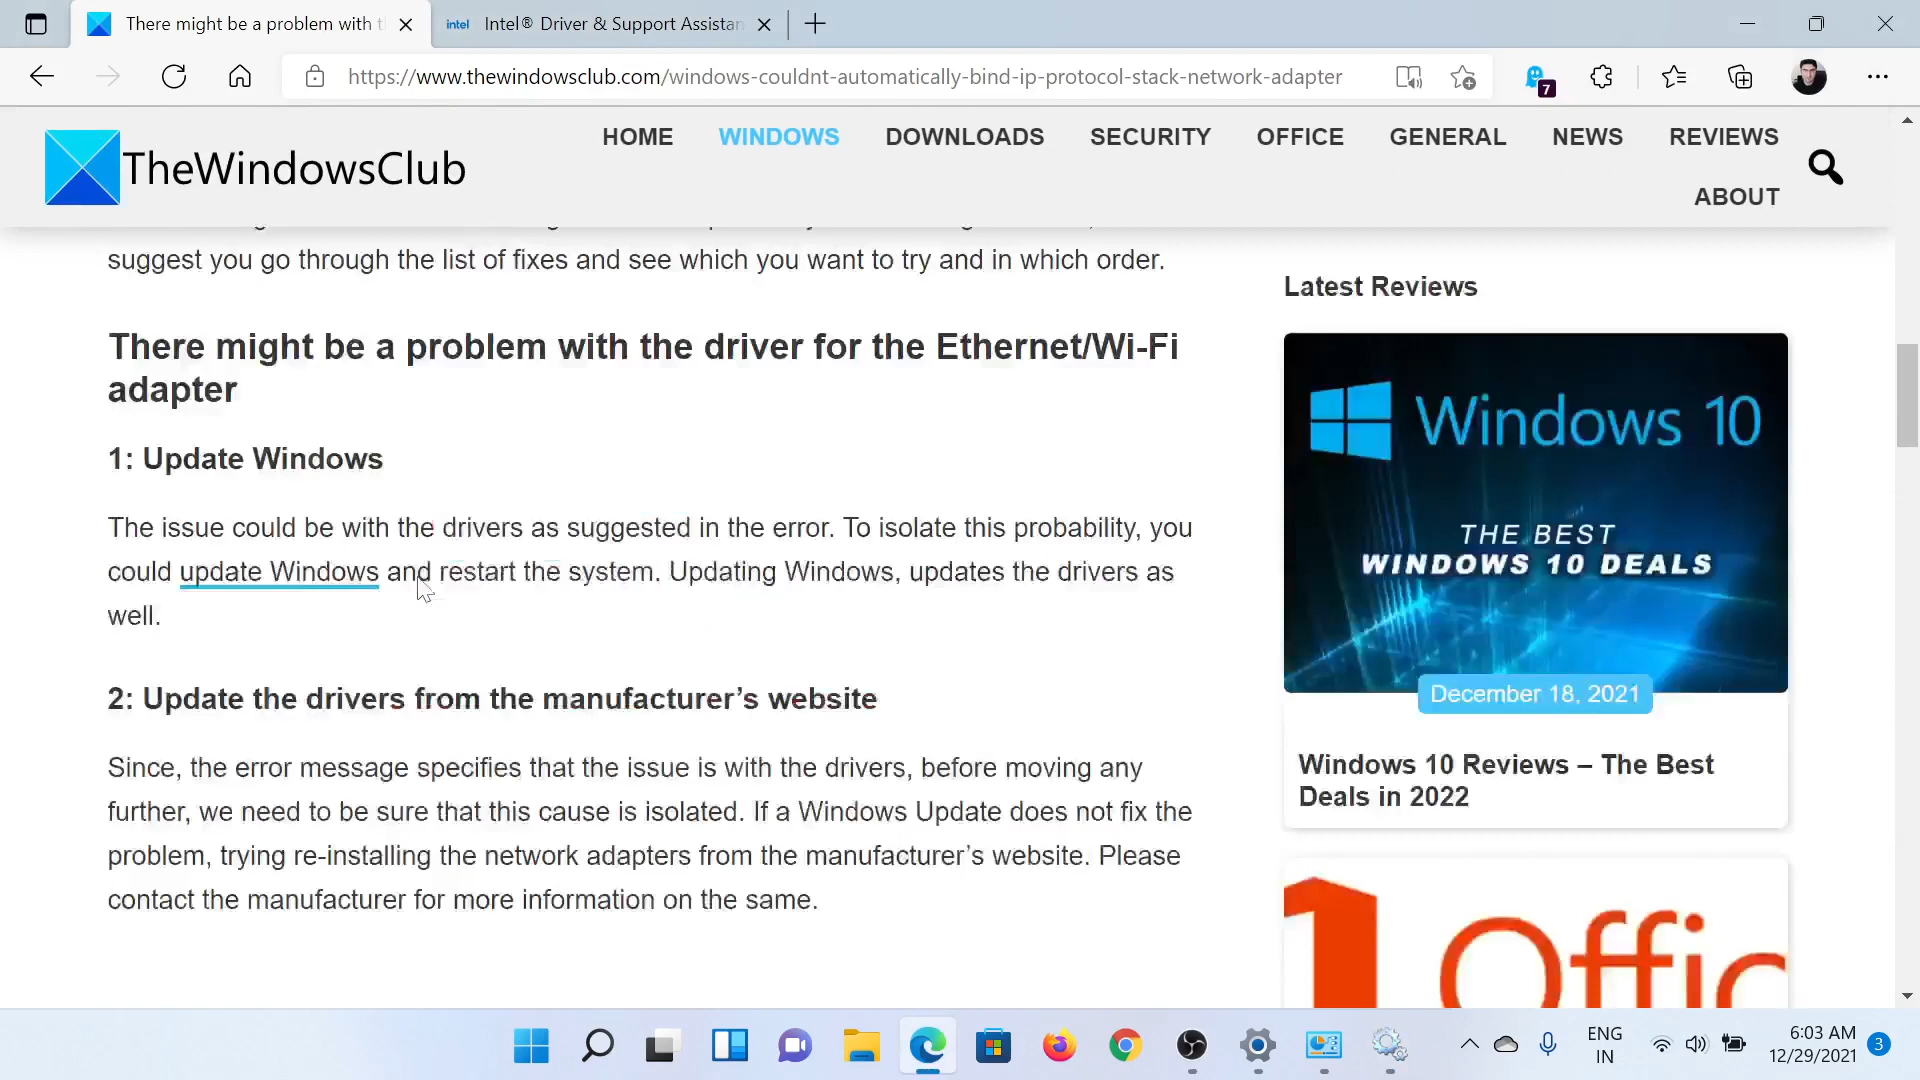 There might be a problem with t
intel Intel® Driver & Support Assistan
https://www.thewindowsclub.com/windows-couldnt-automatically-bind-ip-protocol-stack-network-adapter
7
TheWindowsClub
HOME WINDOWS DOWNLOADS SECURITY OFFICE GENERAL NEWS REVIEWS
ABOUT
suggest you go through the list of fixes and see which you want to try and in which order.
There might be a problem with the driver for the Ethernet/Wi-Fi
adapter
1: Update Windows
The issue could be with the drivers as suggested in the error. To isolate this probability, you
could update Windows and restart the system. Updating Windows, updates the drivers as
well.
2: Update the drivers from the manufacturer’s website
Since, the error message specifies that the issue is with the drivers, before moving any
further, we need to be sure that this cause is isolated. If a Windows Update does not fix the
problem, trying re-installing the network adapters from the manufacturer’s website. Please
contact the manufacturer for more information on the same.
Latest Reviews
Windows 10
THE BEST
WINDOWS 10 DEALS
December 18, 2021
Windows 10 Reviews – The Best
Deals in 2022
Offic
ENG
IN
6:03 AM
12/29/2021
3